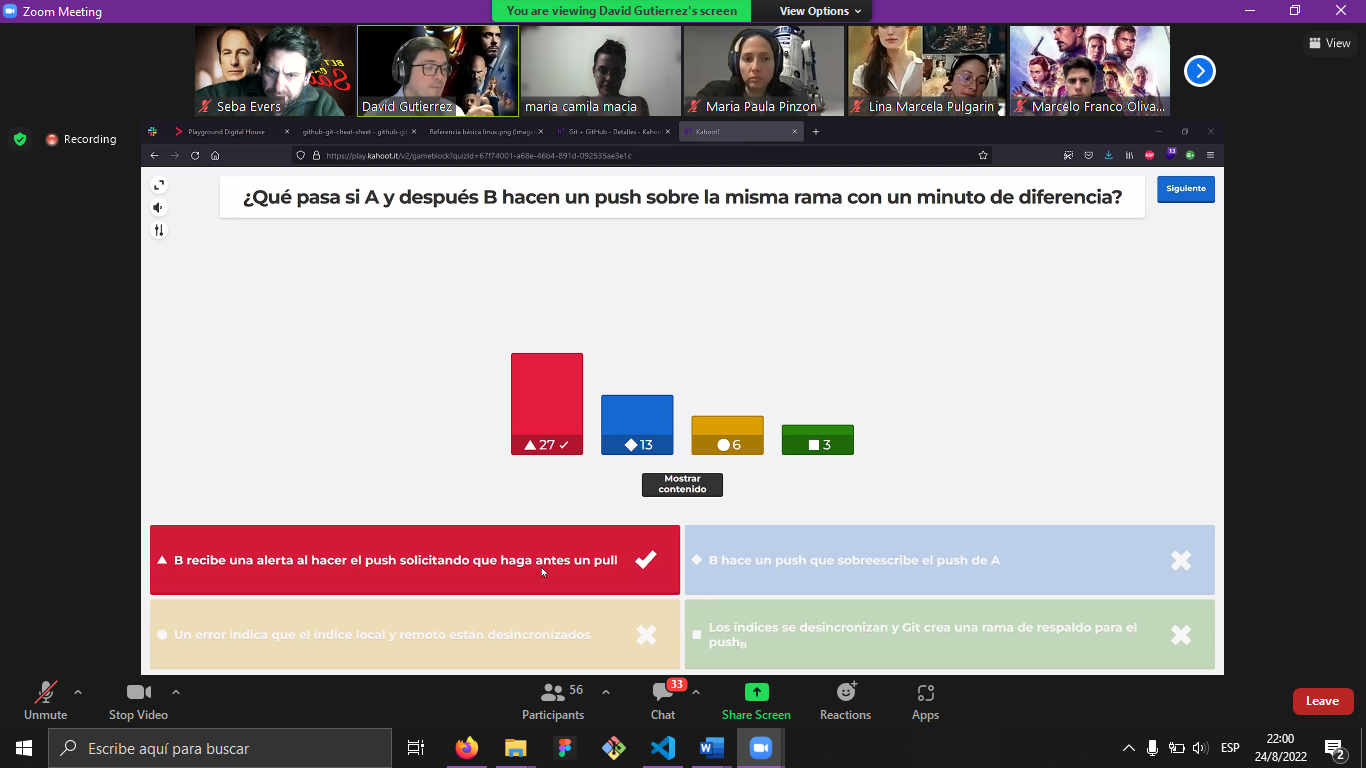 Zoom Meeting
You are viewing David Gutierrez's screen
View Options
View
Seba Evers
David Gutierrez
maria camila macia
Maria Paula Pinzon
Lina Marcela Pulgarin
Marcelo Franco Oliva...
Recording
Playground Digital House
github-git-cheat-sheet - github-git
Referencia básica linux.png (Image
Git + GitHub - Detalles - Kahoo
Kahoot!
https://play.kahoot.it/v2/gameblock?quizId=67f74001-a68e-46b4-891d-092535ae3e1c
¿Qué pasa si A y después B hacen un push sobre la misma rama con un minuto de diferencia?
Siguiente
27
13
6
3
Mostrar
contenido
B recibe una alerta al hacer el push solicitando que haga antes un pull
B hace un push que sobreescribe el push de A
Un error indica que el índice local y remoto están desincronizados
Los índices se desincronizan y Git crea una rama de respaldo para el
pushB
Unmute
Stop Video
56
Participants
33
Chat
Share Screen
Reactions
Apps
Leave
Escribe aquí para buscar
ESP
22:00
24/8/2022
2